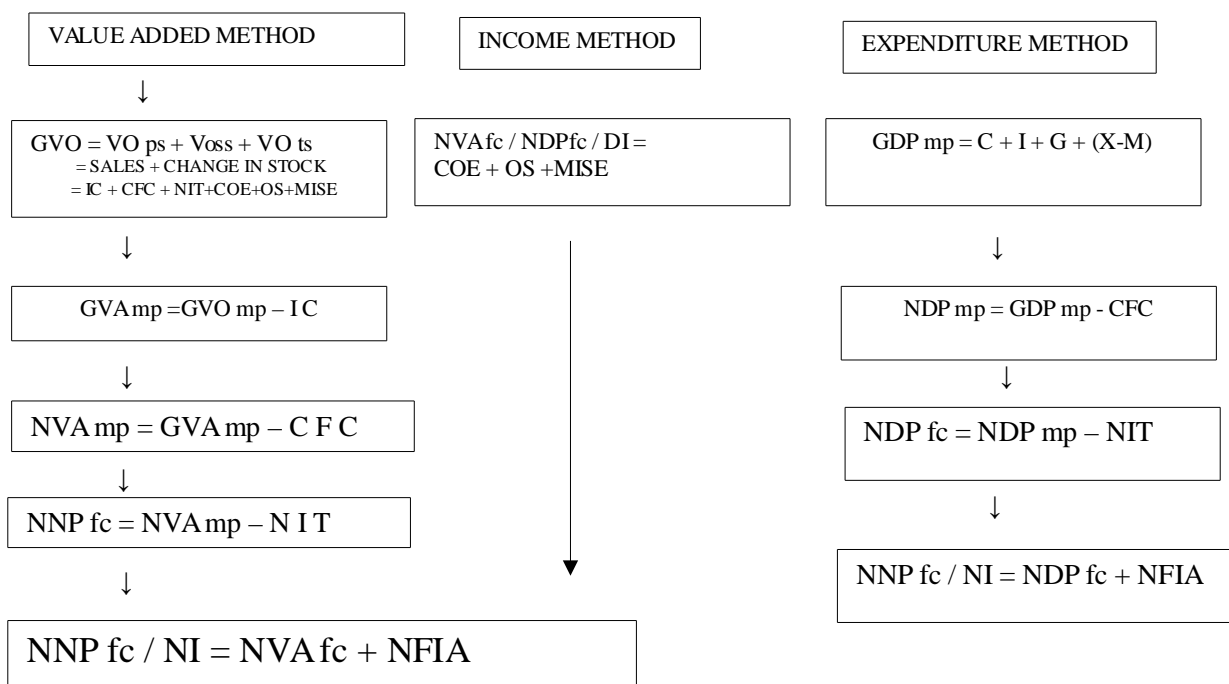 VALUE ADDED METHOD
↓
GVO = VO ps + Voss + VO ts
= SALES + CHANGE IN STOCK
= IC + CFC + NIT+COE+OS+MISE
↓
GVA mp =GVO mp – I C
↓
NVA mp = GVA mp – C F C
↓
NNP fc = NVA mp – N I T
↓
NNP fc / NI = NVA fc + NFIA
INCOME METHOD
NVA fc / NDP fc / DI =
COE + OS +MISE
EXPENDITURE METHOD
GDP mp = C + I + G + (X-M)
↓
NDP mp = GDP mp - CFC
↓
NDP fc = NDP mp – NIT
↓
NNP fc / NI = NDP fc + NFIA